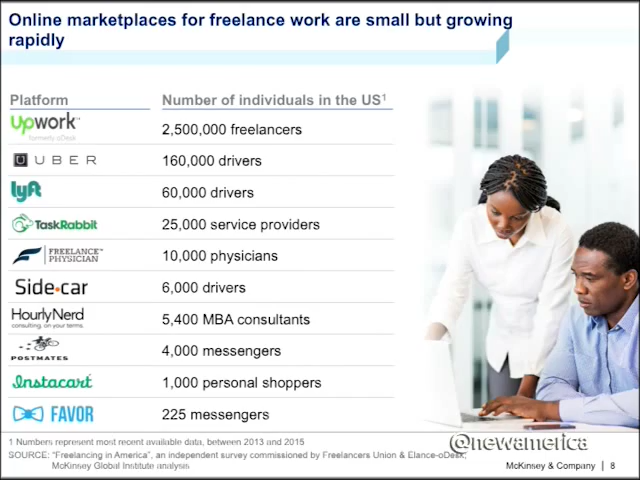 Online marketplaces for freelance work are small but growing
rapidly
Platform Number of individuals in the US1
upwork
formerly oDesk
2,500,000 freelancers
U UBER 160,000 drivers
lyft 60,000 drivers
TaskRabbit 25,000 service providers
FREELANCE™
PHYSICIAN
10,000 physicians
Side•car 6,000 drivers
HourlyNerd
consulting, on your terms.
5,400 MBA consultants
POSTMATES 4,000 messengers
instacart 1,000 personal shoppers
FAVOR 225 messengers
1 Numbers represent most recent available data, between 2013 and 2015
SOURCE: "Freelancing in America", an independent survey commissioned by Freelancers Union & Elance-oDesk;
McKinsey Global Institute analysis
@newamerica
McKinsey & Company | 8